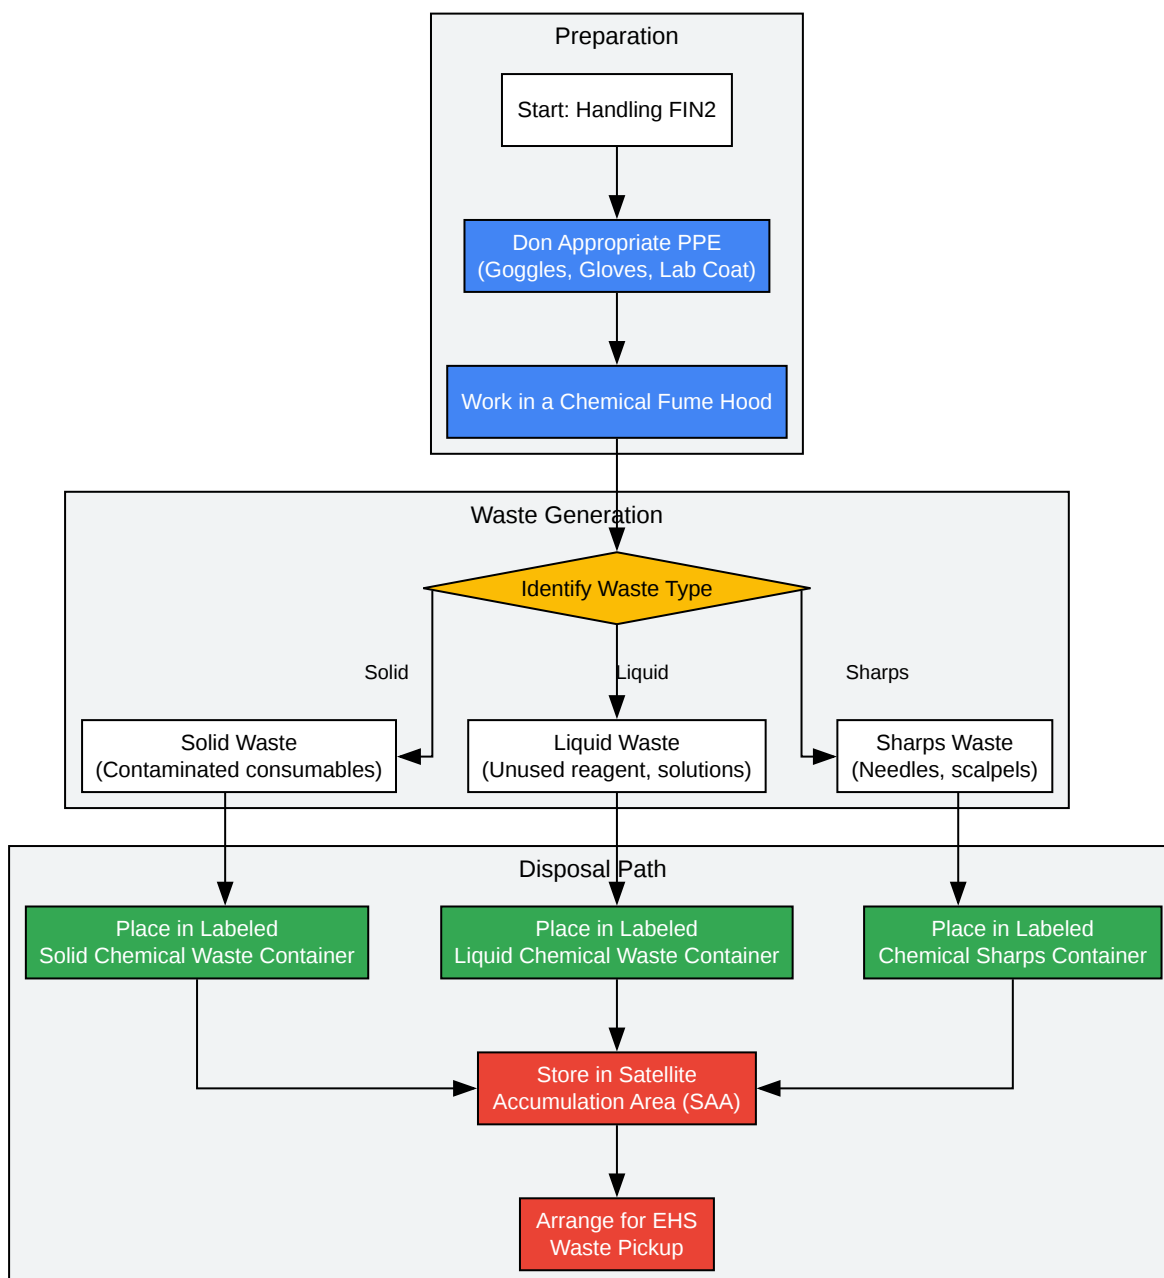 Preparation
Start: Handling FIN2
Don Appropriate PPE
(Goggles, Gloves, Lab Coat)
Work in a Chemical Fume Hood
Waste Generation
Identify Waste Type
Solid
Liquid
Sharps
Solid Waste
(Contaminated consumables)
Liquid Waste
(Unused reagent, solutions)
Sharps Waste
(Needles, scalpels)
Disposal Path
Place in Labeled
Solid Chemical Waste Container
Place in Labeled
Liquid Chemical Waste Container
Place in Labeled
Chemical Sharps Container
Store in Satellite
Accumulation Area (SAA)
Arrange for EHS
Waste Pickup